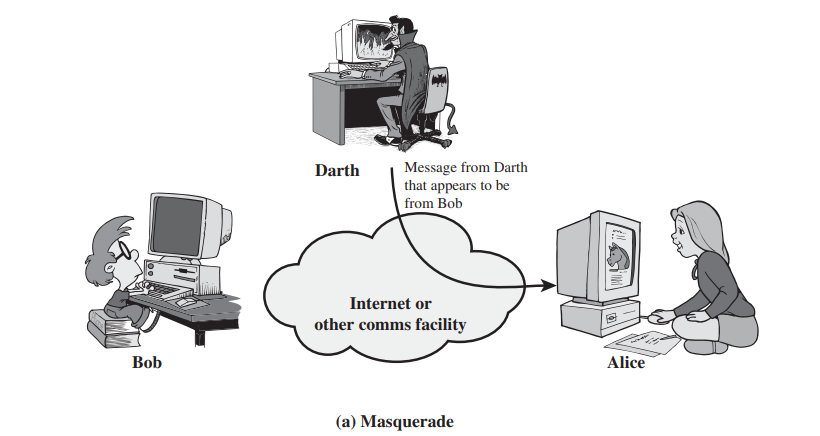 Darth
Message from Darth
that appears to be
from Bob
Internet or
other comms facility
Bob
Alice
(a) Masquerade